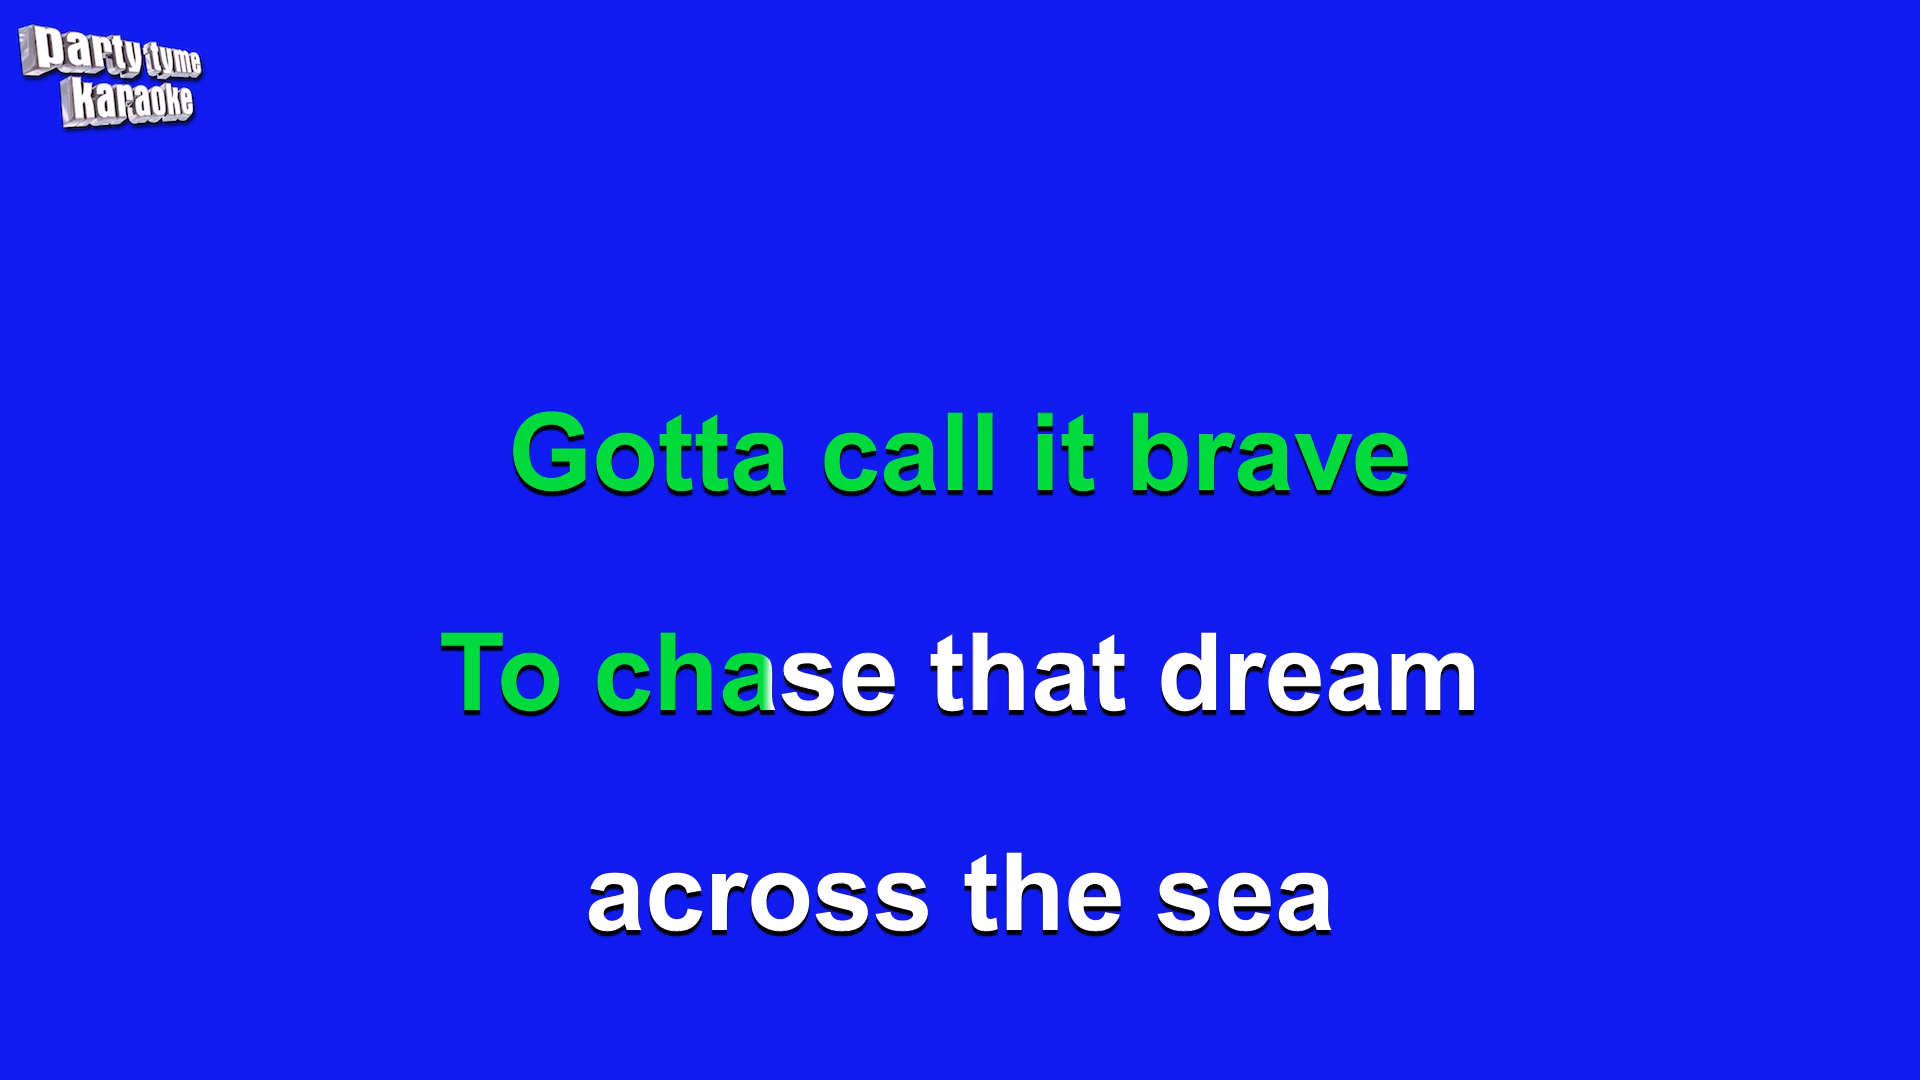 party tyme
karaoke
Gotta call it brave
To chase that dream
across the sea